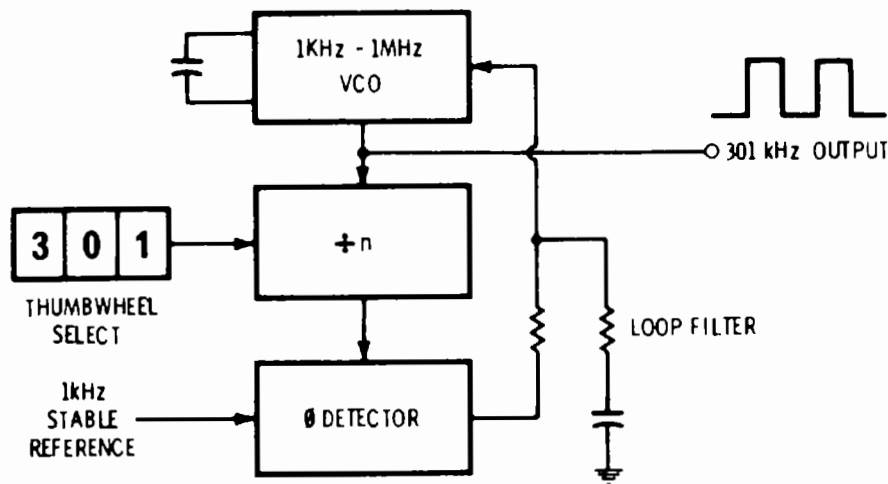 1KHz - 1MHz
VCO
301 kHz OUTPUT
÷n
3 0 1
THUMBWHEEL
SELECT
LOOP FILTER
1kHz
STABLE
REFERENCE
Ø DETECTOR